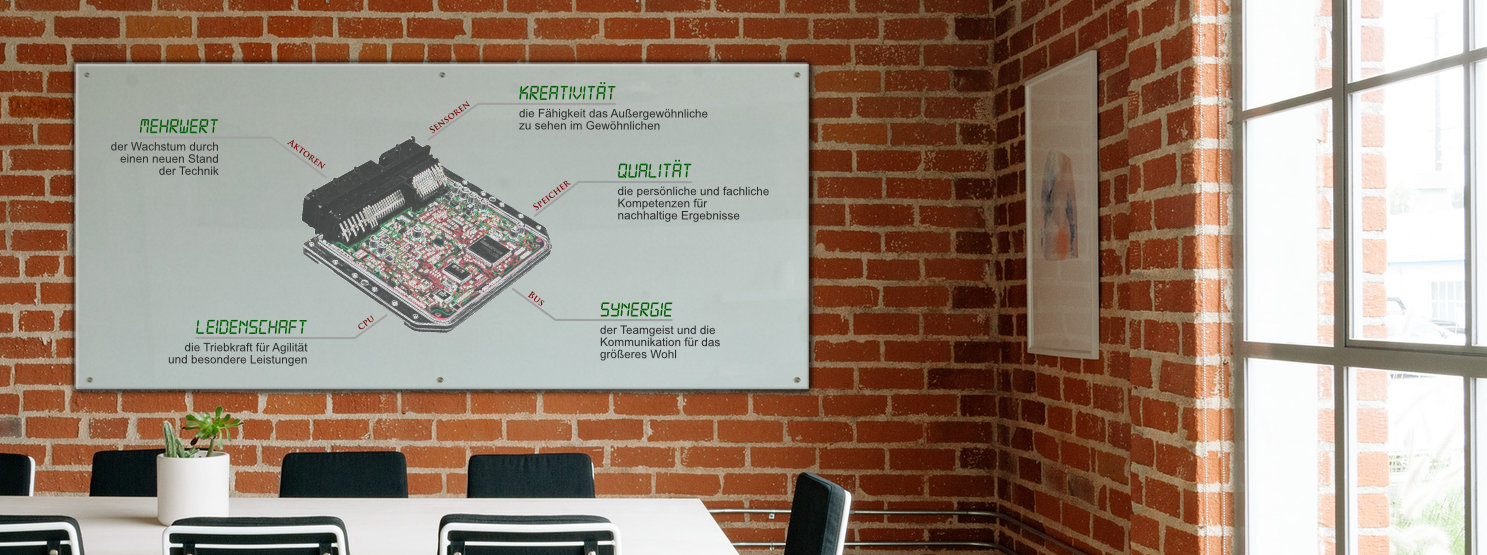 KREATIVITÄT
die Fähigkeit das Außergewöhnliche
zu sehen im Gewöhnlichen
SENSOREN
MEHRWERT
der Wachstum durch
einen neuen Stand
der Technik
AKTOREN
QUALITÄT
die persönliche und fachliche
Kompetenzen für
nachhaltige Ergebnisse
SPEICHER
SYNERGIE
der Teamgeist und die
Kommunikation für das
größeres Wohl
BUS
LEIDENSCHAFT
die Triebkraft für Agilität
und besondere Leistungen
CPU